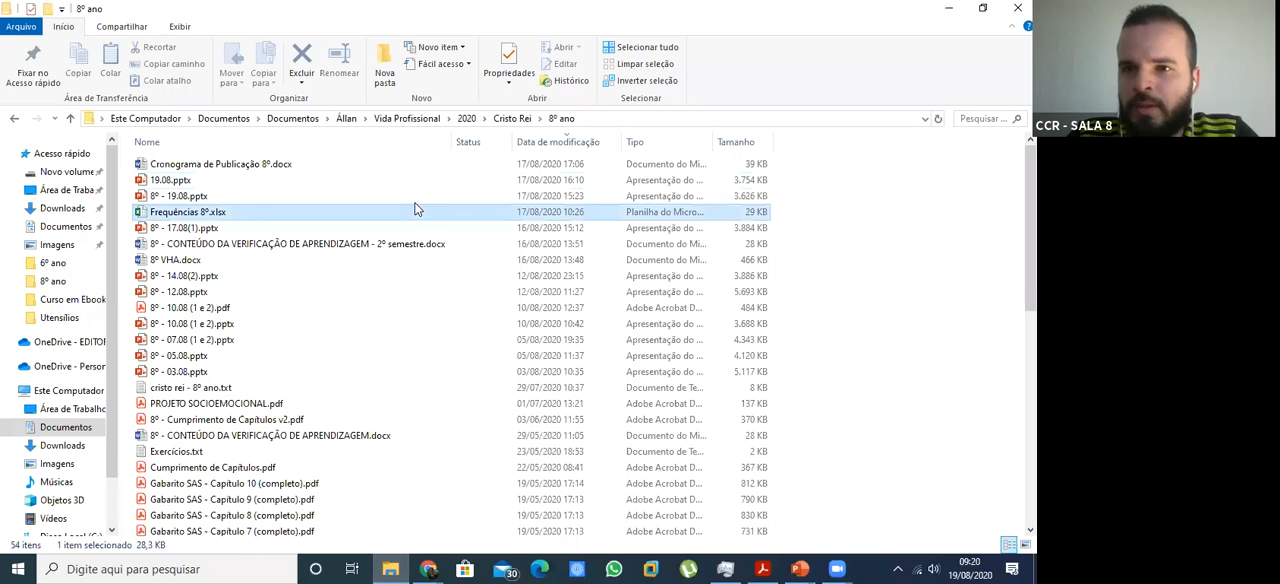 8º ano
Arquivo Início Compartilhar Exibir
Fixar no Acesso rápido
Copiar
Colar
Recortar
Copiar caminho
Colar atalho
Área de Transferência
Mover para
Copiar para
Excluir
Renomear
Organizar
Nova pasta
Novo item
Fácil acesso
Novo
Propriedades
Abrir
Editar
Histórico
Abrir
Selecionar tudo
Limpar seleção
Inverter seleção
Selecionar
Este Computador > Documentos > Documentos > Állan > Vida Profissional > 2020 > Cristo Rei > 8º ano
Pesquisar ...
Nome Status Data de modificação Tipo Tamanho
Cronograma de Publicação 8º.docx 17/08/2020 17:06 Documento do Mi... 39 KB
19.08.pptx 17/08/2020 16:10 Apresentação do ... 3.754 KB
8º - 19.08.pptx 17/08/2020 15:23 Apresentação do ... 3.626 KB
Frequências 8º.xlsx 17/08/2020 10:26 Planilha do Micro... 29 KB
8º - 17.08(1).pptx 16/08/2020 15:12 Apresentação do ... 3.884 KB
8º - CONTEÚDO DA VERIFICAÇÃO DE APRENDIZAGEM - 2º semestre.docx 16/08/2020 13:51 Documento do Mi... 28 KB
8º VHA.docx 16/08/2020 13:48 Documento do Mi... 466 KB
8º - 14.08(2).pptx 12/08/2020 23:15 Apresentação do ... 3.886 KB
8º - 12.08.pptx 12/08/2020 11:27 Apresentação do ... 5.693 KB
8º - 10.08 (1 e 2).pdf 10/08/2020 12:37 Adobe Acrobat D... 484 KB
8º - 10.08 (1 e 2).pptx 10/08/2020 10:42 Apresentação do ... 3.688 KB
8º - 07.08 (1 e 2).pptx 05/08/2020 19:35 Apresentação do ... 4.343 KB
8º - 05.08.pptx 05/08/2020 11:37 Apresentação do ... 4.120 KB
8º - 03.08.pptx 03/08/2020 10:35 Apresentação do ... 5.117 KB
cristo rei - 8º ano.txt 29/07/2020 10:37 Documento de Te... 8 KB
PROJETO SOCIOEMOCIONAL.pdf 01/07/2020 13:21 Adobe Acrobat D... 137 KB
8º - Cumprimento de Capítulos v2.pdf 03/06/2020 11:55 Adobe Acrobat D... 370 KB
8º - CONTEÚDO DA VERIFICAÇÃO DE APRENDIZAGEM.docx 29/05/2020 11:05 Documento do Mi... 28 KB
Exercícios.txt 23/05/2020 18:53 Documento de Te... 2 KB
Cumprimento de Capítulos.pdf 22/05/2020 08:41 Adobe Acrobat D... 367 KB
Gabarito SAS - Capítulo 10 (completo).pdf 19/05/2020 17:14 Adobe Acrobat D... 812 KB
Gabarito SAS - Capítulo 9 (completo).pdf 19/05/2020 17:13 Adobe Acrobat D... 790 KB
Gabarito SAS - Capítulo 8 (completo).pdf 19/05/2020 17:13 Adobe Acrobat D... 830 KB
Gabarito SAS - Capítulo 7 (completo).pdf 19/05/2020 17:13 Adobe Acrobat D... 731 KB
Acesso rápido
Novo volume
Área de Traba
Downloads
Documentos
Imagens
6º ano
8º ano
Curso em Ebook
Utensílios
OneDrive - EDITOF
OneDrive - Person
Este Computador
Área de Trabalho
Documentos
Downloads
Imagens
Músicas
Objetos 3D
Vídeos
54 itens 1 item selecionado 28,3 KB
Digite aqui para pesquisar
30
09:20
19/08/2020
CCR - SALA 8